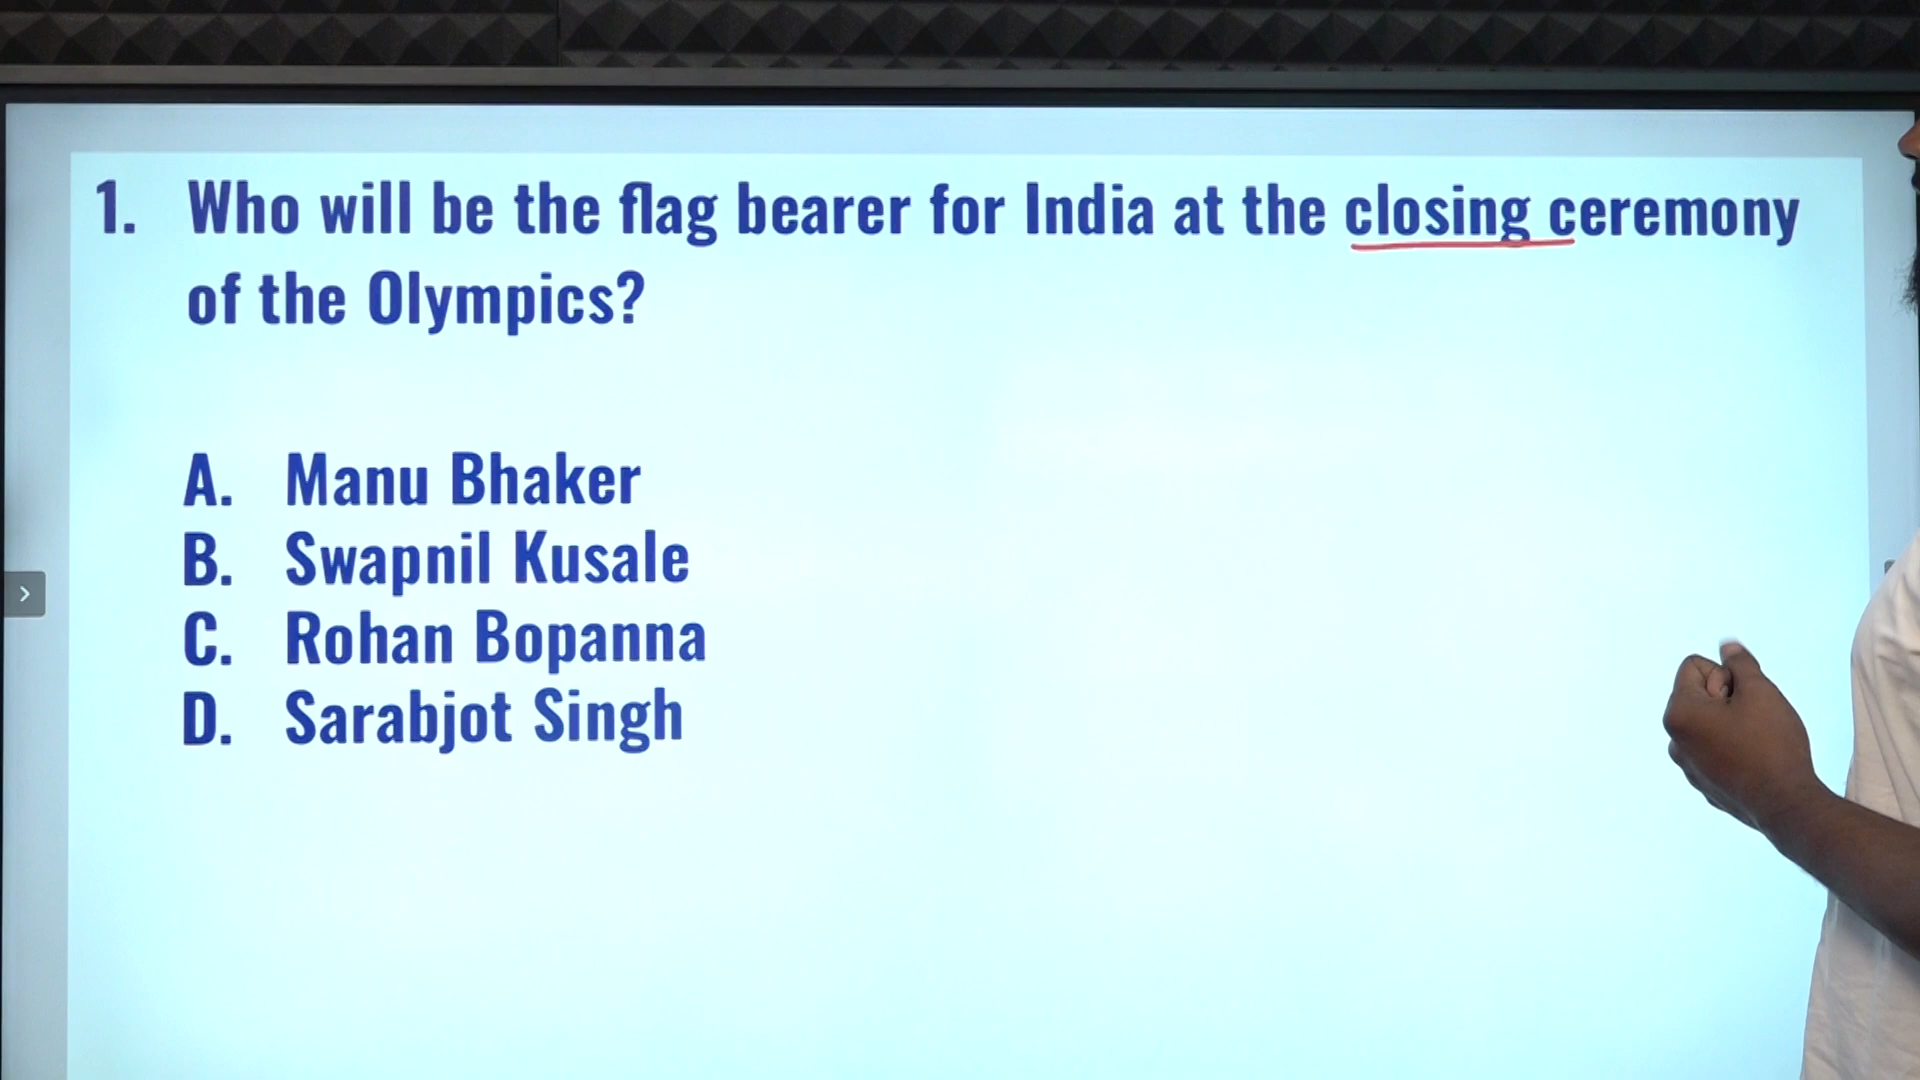 1. Who will be the flag bearer for India at the closing ceremony
of the Olympics?
A. Manu Bhaker
B. Swapnil Kusale
C. Rohan Bopanna
D. Sarabjot Singh